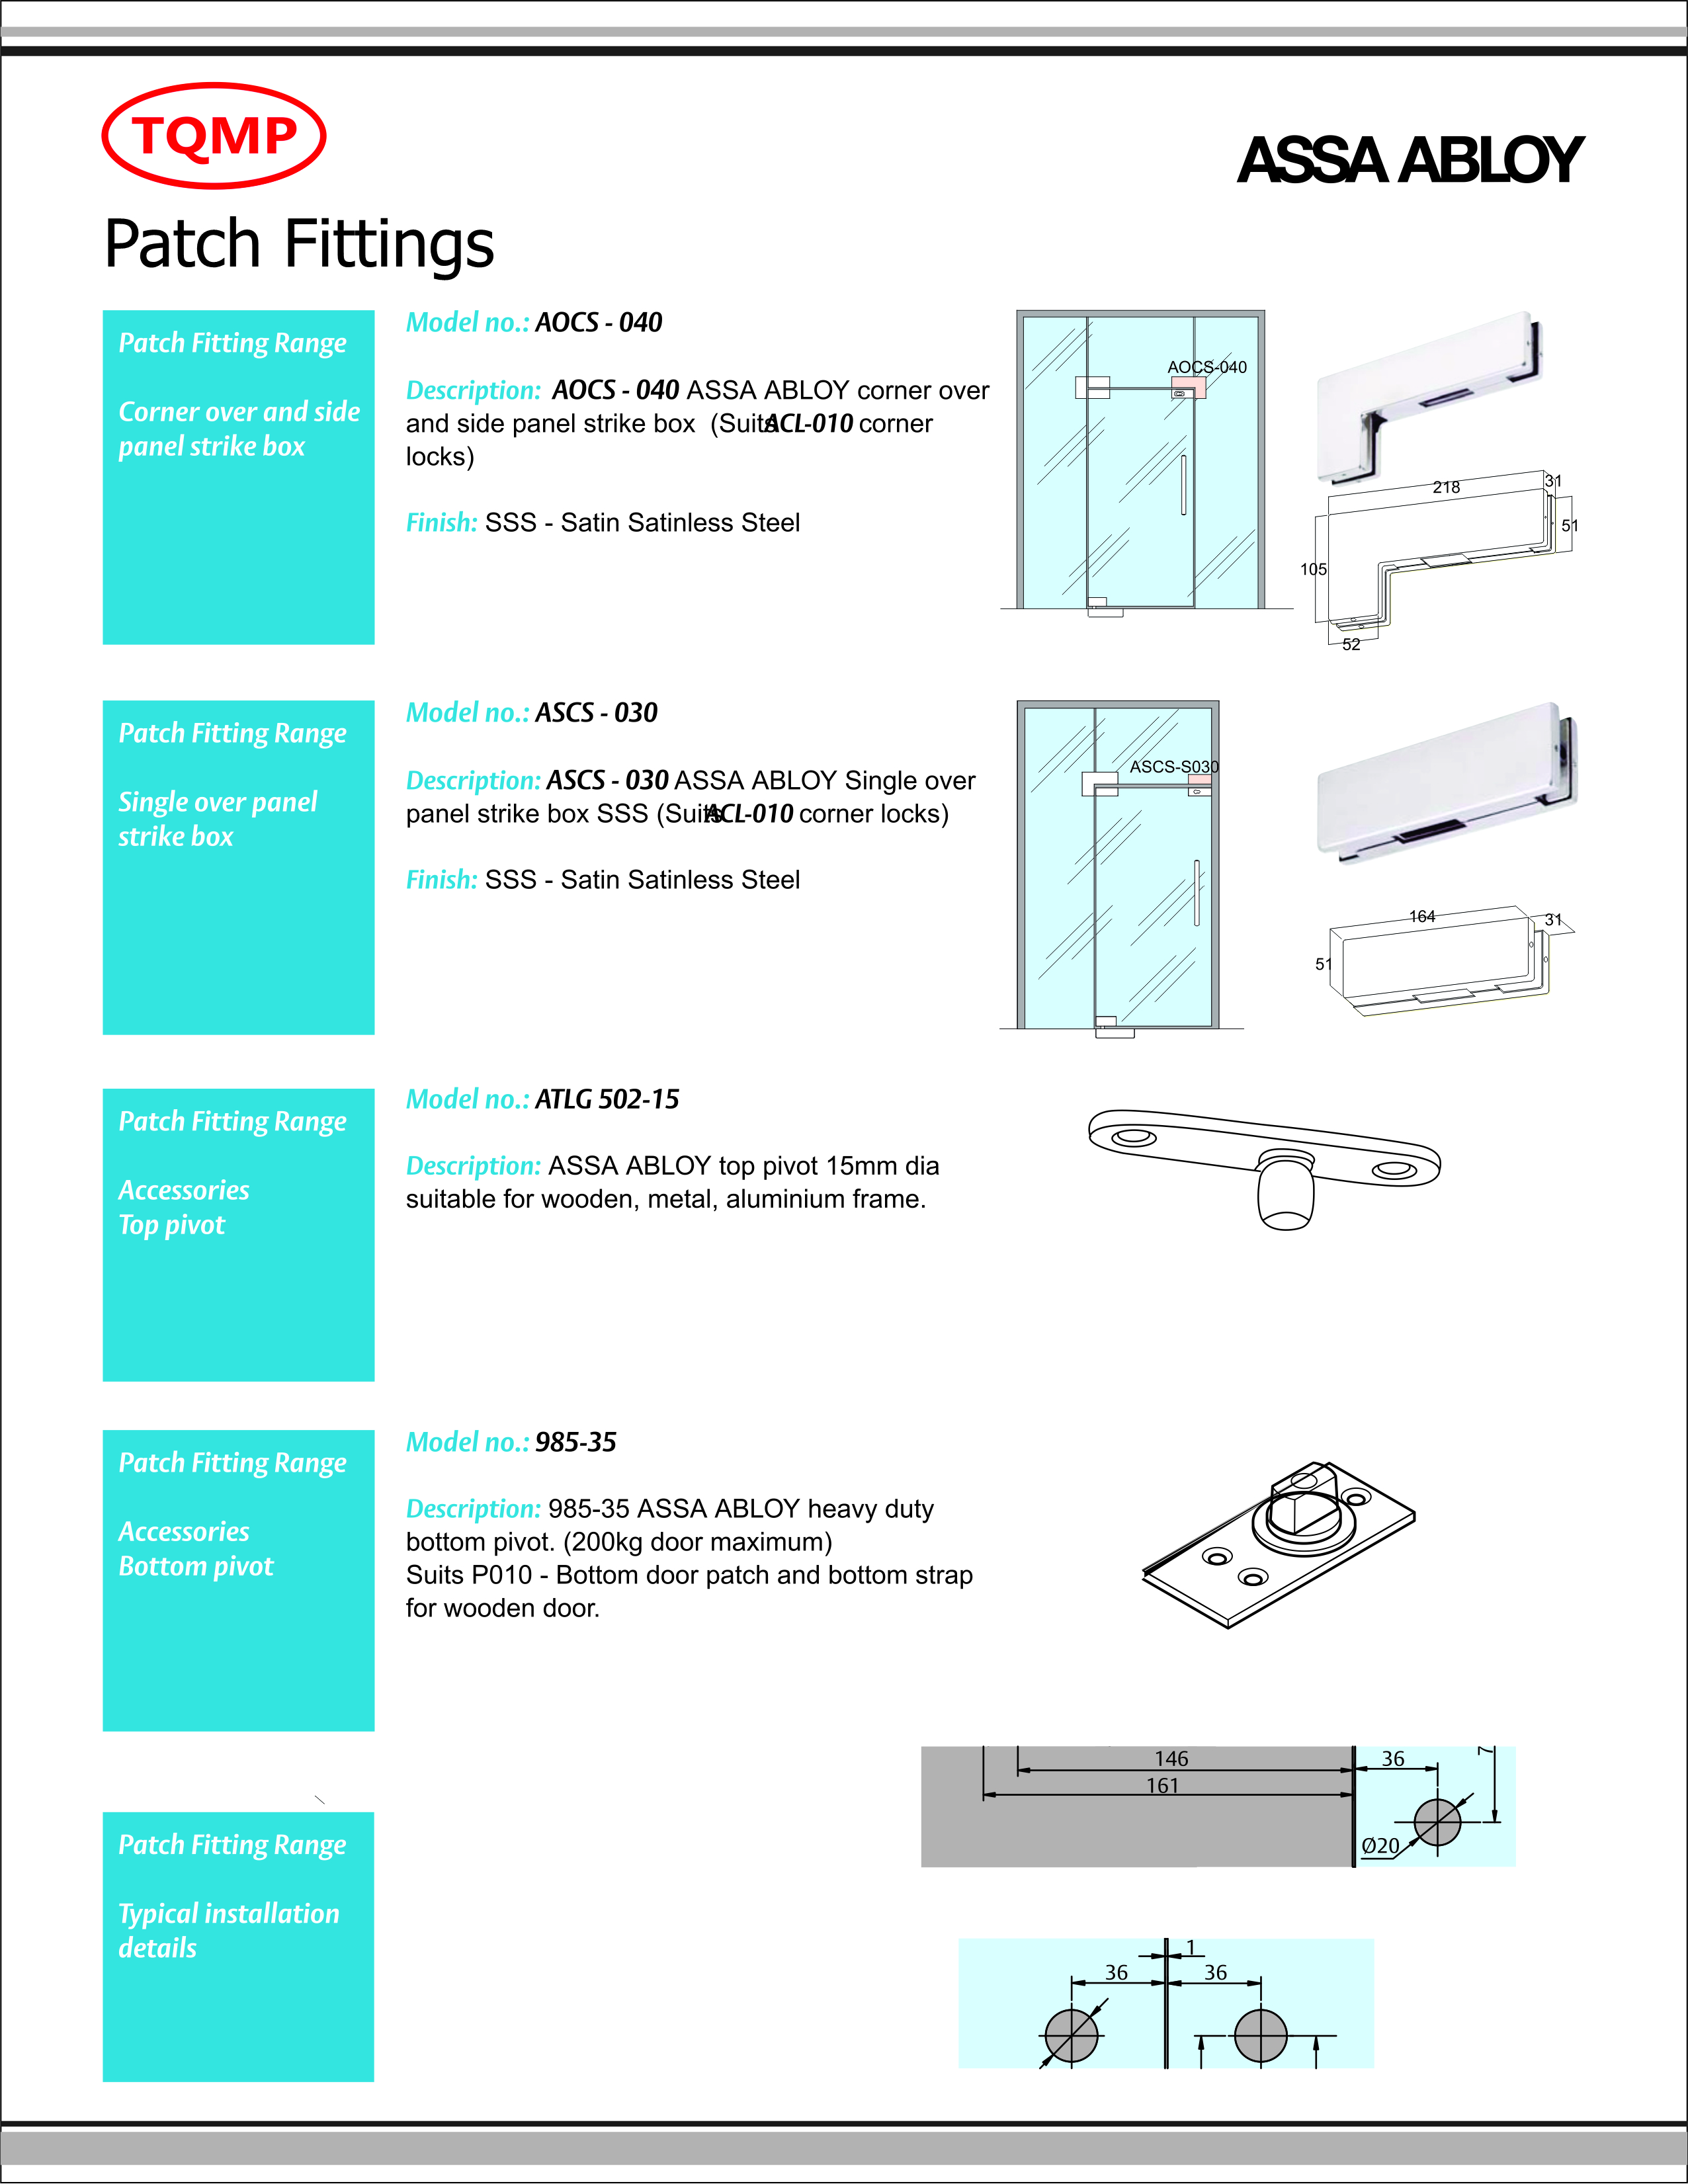 TQMP
ASSA ABLOY
Patch Fittings
Patch Fitting Range
Corner over and side
panel strike box
Model no.: AOCS - 040
Description: AOCS - 040 ASSA ABLOY corner over
and side panel strike box (Suits ACL-010 corner
locks)
Finish: SSS - Satin Satinless Steel
AOCS-040
218
31
51
105
52
Patch Fitting Range
Single over panel
strike box
Model no.: ASCS - 030
Description: ASCS - 030 ASSA ABLOY Single over
panel strike box SSS (Suits ACL-010 corner locks)
Finish: SSS - Satin Satinless Steel
ASCS-S030
164
31
51
Patch Fitting Range
Accessories
Top pivot
Model no.: ATLG 502-15
Description: ASSA ABLOY top pivot 15mm dia
suitable for wooden, metal, aluminium frame.
Patch Fitting Range
Accessories
Bottom pivot
Model no.: 985-35
Description: 985-35 ASSA ABLOY heavy duty
bottom pivot. (200kg door maximum)
Suits P010 - Bottom door patch and bottom strap
for wooden door.
Patch Fitting Range
Typical installation
details
146
161
36
7
Ø20
1
36
36